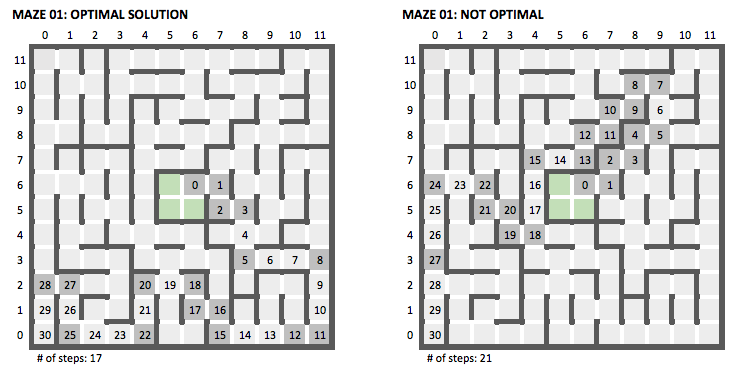 MAZE 01: OPTIMAL SOLUTION
0 1 2 3 4 5 6 7 8 9 10 11
11
10
9
8
7
6 0 1
5 2 3
4 4
3 5 6 7 8
2 28 27 20 19 18 9
1 29 26 21 17 16 10
0 30 25 24 23 22 15 14 13 12 11
# of steps: 17
MAZE 01: NOT OPTIMAL
0 1 2 3 4 5 6 7 8 9 10 11
11
10 8 7
9 10 9 6
8 12 11 4 5
7 15 14 13 2 3
6 24 23 22 16 0 1
5 25 21 20 17
4 26 19 18
3 27
2 28
1 29
0 30
# of steps: 21